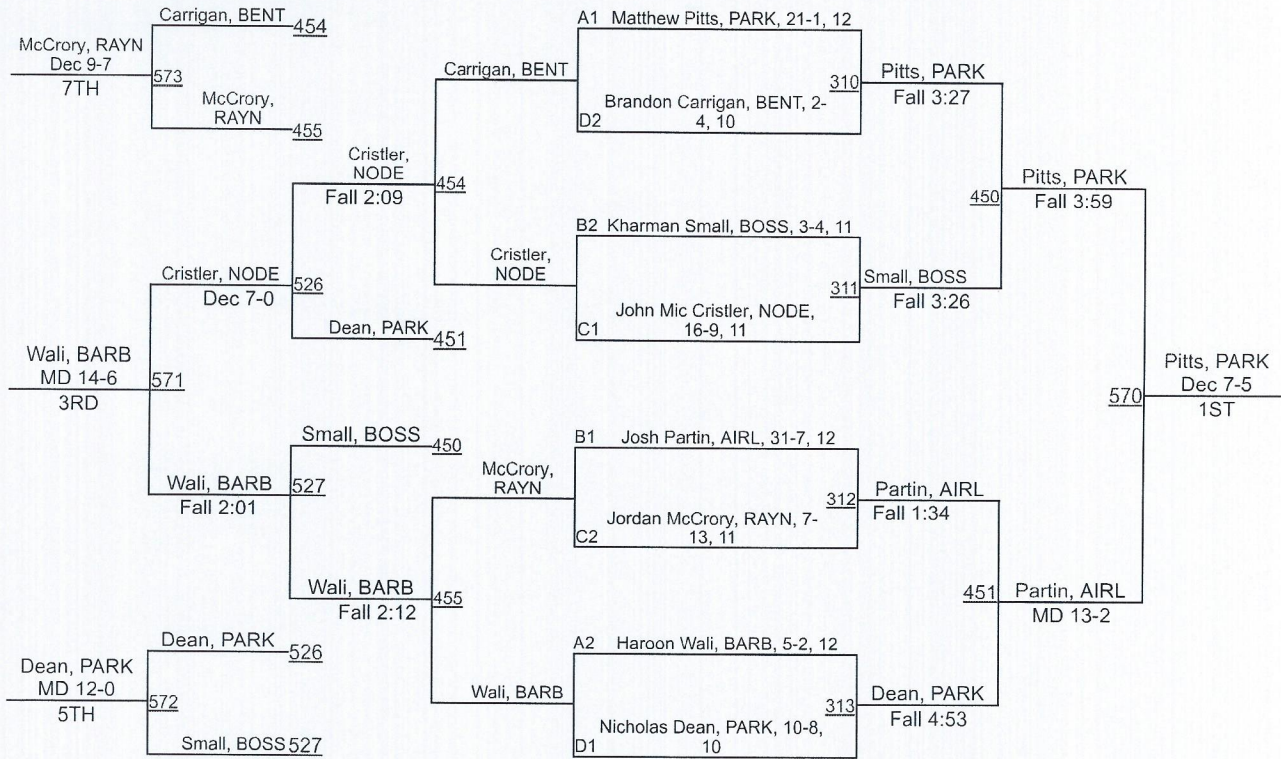 Carrigan, BENT
454
McCrory, RAYN
Dec 9-7
7TH
573
McCrory,
RAYN
455
Cristler,
NODE
Fall 2:09
454
Carrigan, BENT
Cristler,
NODE
Cristler, NODE
Dec 7-0
526
Dean, PARK
451
Wali, BARB
MD 14-6
3RD
571
Small, BOSS
450
Wali, BARB
Fall 2:01
527
McCrory,
RAYN
Wali, BARB
Fall 2:12
455
Wali, BARB
Dean, PARK
526
Dean, PARK
MD 12-0
5TH
572
Small, BOSS
527
A1 Matthew Pitts, PARK, 21-1, 12
310
Brandon Carrigan, BENT, 2-
D2 4, 10
Pitts, PARK
Fall 3:27
B2 Kharman Small, BOSS, 3-4, 11
311
John Mic Cristler, NODE,
C1 16-9, 11
Small, BOSS
Fall 3:26
450
Pitts, PARK
Fall 3:59
B1 Josh Partin, AIRL, 31-7, 12
312
Jordan McCrory, RAYN, 7-
C2 13, 11
Partin, AIRL
Fall 1:34
A2 Haroon Wali, BARB, 5-2, 12
313
Nicholas Dean, PARK, 10-8,
D1 10
Dean, PARK
Fall 4:53
451
Partin, AIRL
MD 13-2
570
Pitts, PARK
Dec 7-5
1ST